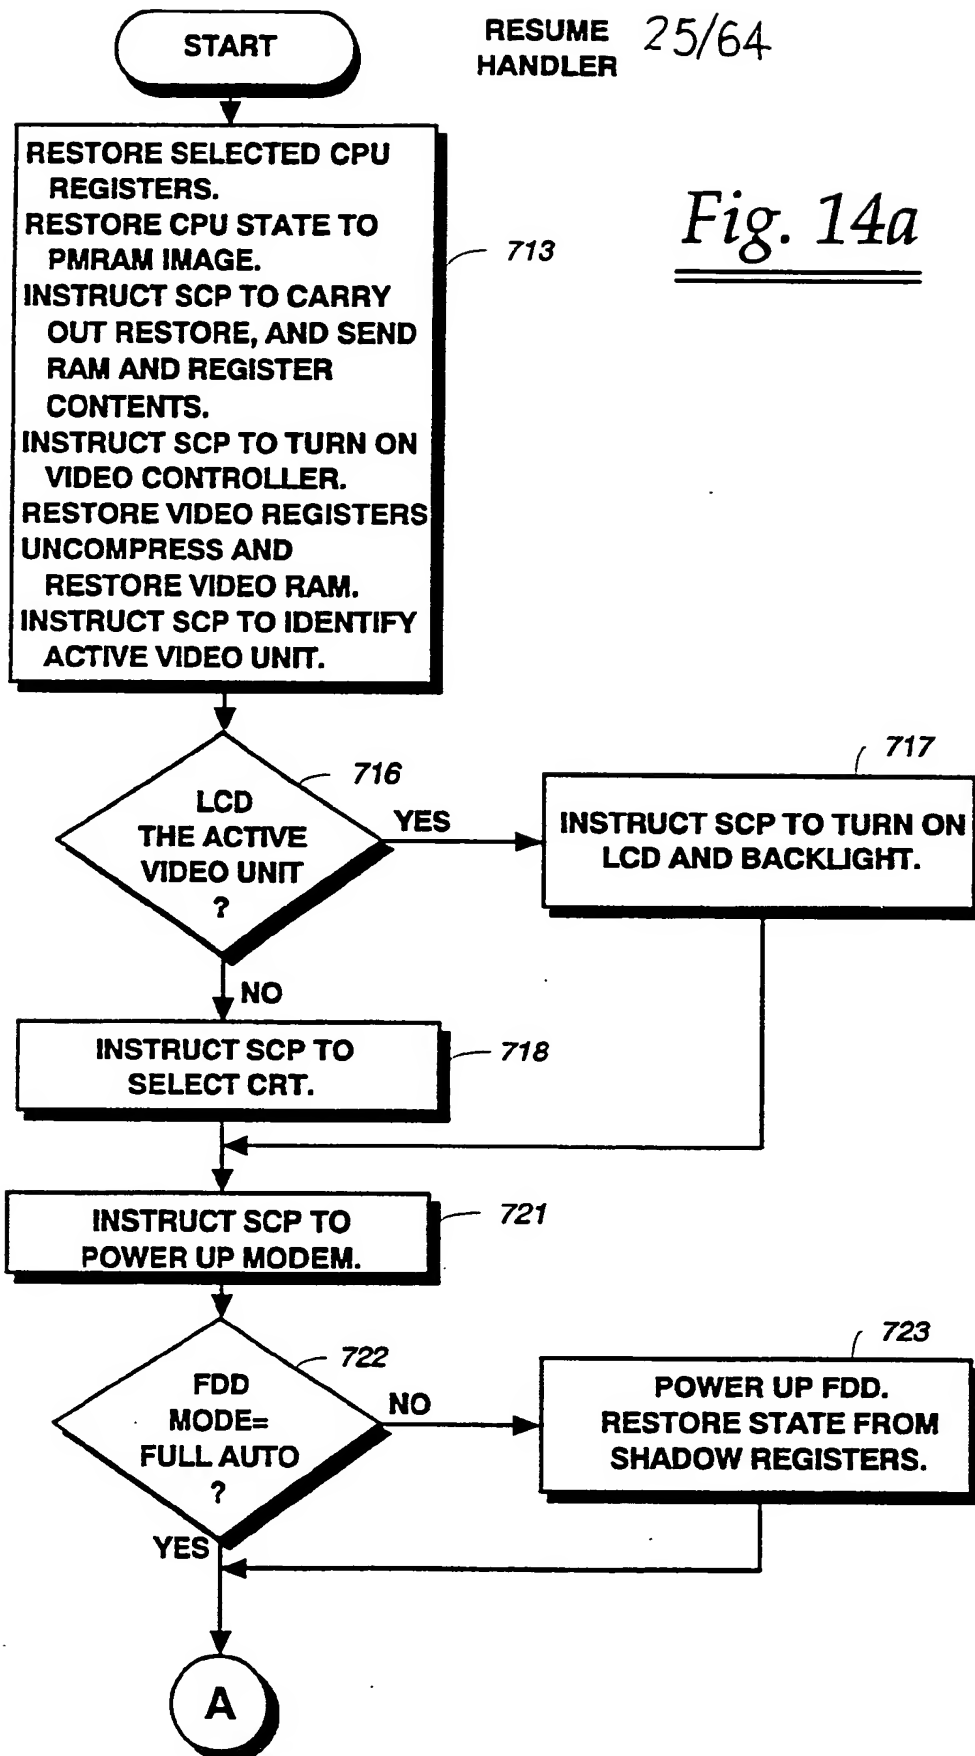 START
RESUME
HANDLER
25/64
Fig. 14a
RESTORE SELECTED CPU
REGISTERS.
RESTORE CPU STATE TO
PMRAM IMAGE.
INSTRUCT SCP TO CARRY
OUT RESTORE, AND SEND
RAM AND REGISTER
CONTENTS.
INSTRUCT SCP TO TURN ON
VIDEO CONTROLLER.
RESTORE VIDEO REGISTERS
UNCOMPRESS AND
RESTORE VIDEO RAM.
INSTRUCT SCP TO IDENTIFY
ACTIVE VIDEO UNIT.
713
LCD
THE ACTIVE
VIDEO UNIT
?
716
YES
717
INSTRUCT SCP TO TURN ON
LCD AND BACKLIGHT.
NO
INSTRUCT SCP TO
SELECT CRT.
718
INSTRUCT SCP TO
POWER UP MODEM.
721
FDD
MODE=
FULL AUTO
?
722
NO
723
POWER UP FDD.
RESTORE STATE FROM
SHADOW REGISTERS.
YES
A